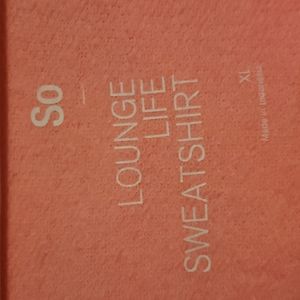 So
LOUNGE
LIFE
SWEATSHIRT
XL
Made in